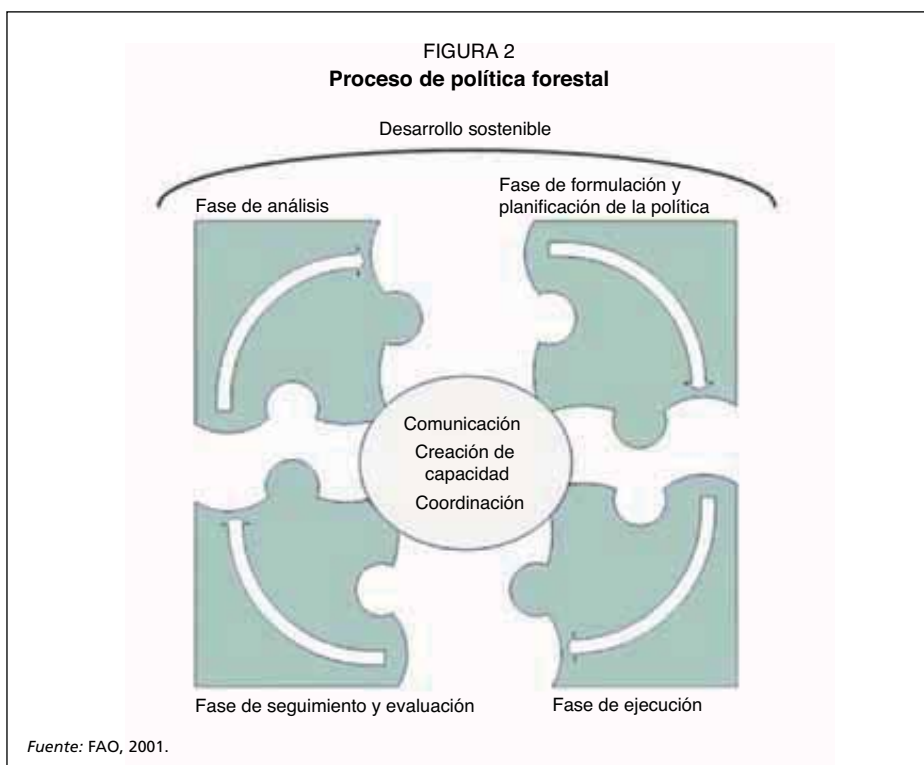 FIGURA 2
Proceso de política forestal
Desarrollo sostenible
Fase de análisis
Fase de formulación y
planificación de la política
Comunicación
Creación de
capacidad
Coordinación
Fase de seguimiento y evaluación
Fase de ejecución
Fuente: FAO, 2001.